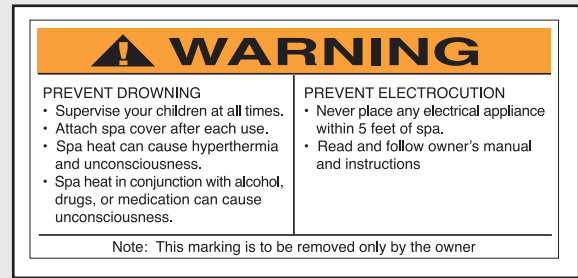 WARNING
PREVENT DROWNING
• Supervise your children at all times.
• Attach spa cover after each use.
• Spa heat can cause hyperthermia
and unconsciousness.
• Spa heat in conjunction with alcohol,
drugs, or medication can cause
unconsciousness.
PREVENT ELECTROCUTION
• Never place any electrical appliance
within 5 feet of spa.
• Read and follow owner's manual
and instructions
Note: This marking is to be removed only by the owner